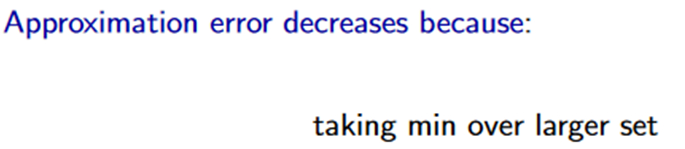 Approximation error decreases because:
taking min over larger set